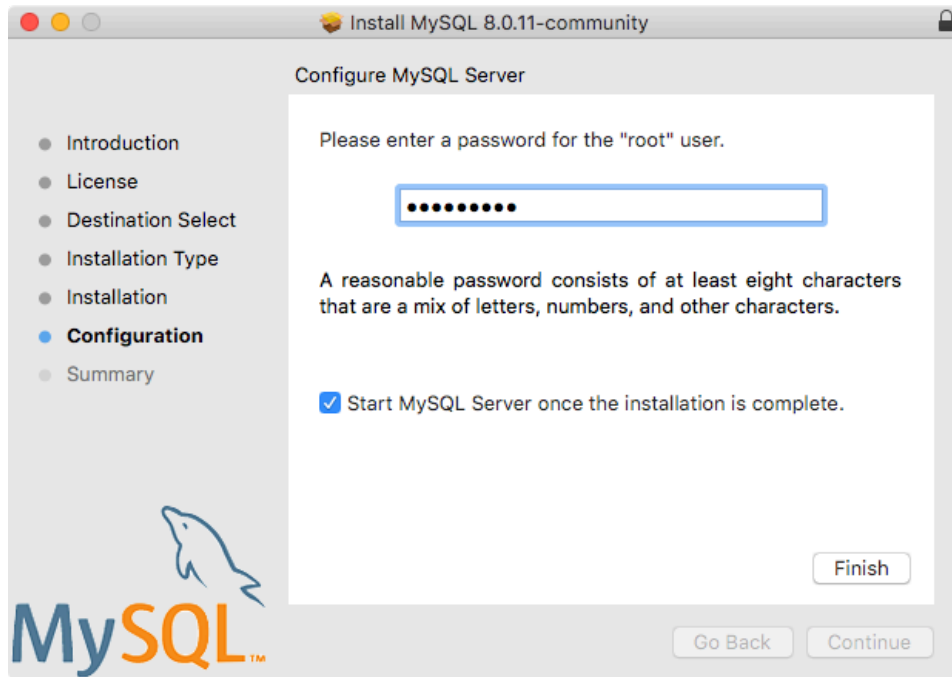 Install MySQL 8.0.11-community
Configure MySQL Server
Introduction
License
Destination Select
Installation Type
Installation
Configuration
Summary
Please enter a password for the "root" user.
•••••••••
A reasonable password consists of at least eight characters
that are a mix of letters, numbers, and other characters.
Start MySQL Server once the installation is complete.
Finish
MySQL™
Go Back
Continue